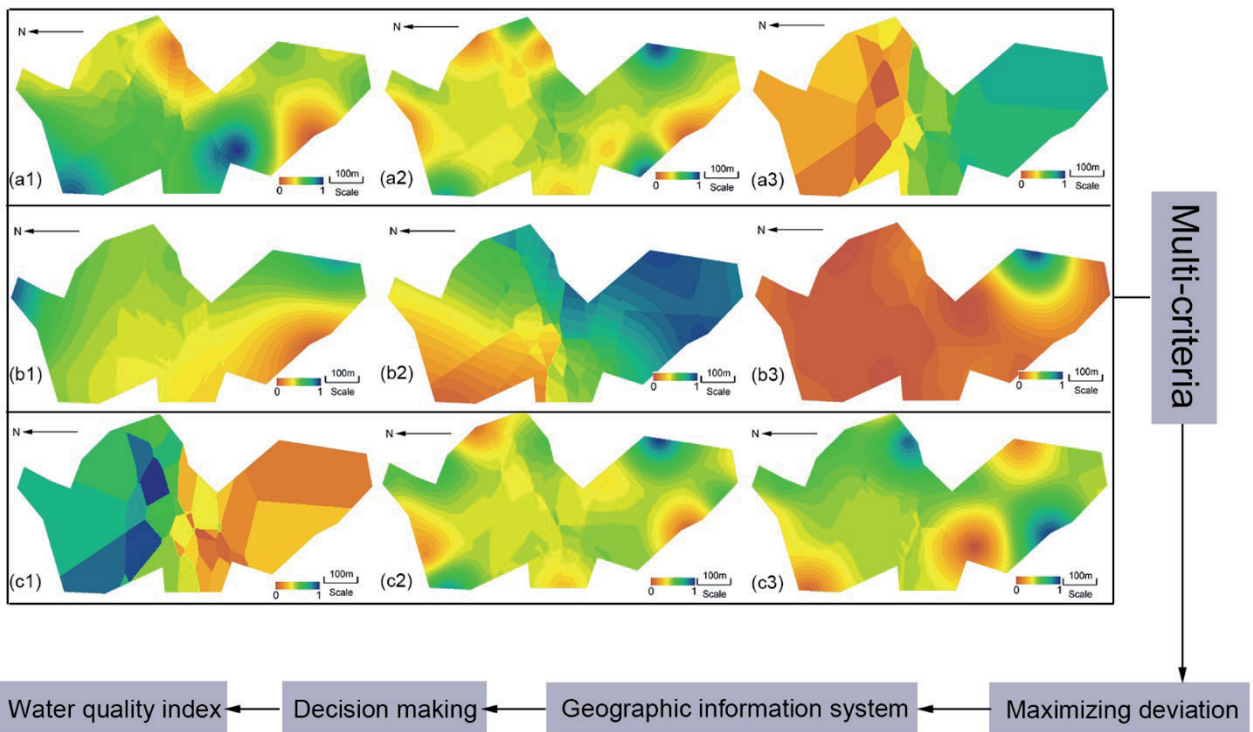 N
(a1)
0 1
100m
Scale
N
(a2)
0 1
100m
Scale
N
(a3)
0 1
100m
Scale
N
(b1)
0 1
100m
Scale
N
(b2)
0 1
100m
Scale
N
(b3)
0 1
100m
Scale
N
(c1)
0 1
100m
Scale
N
(c2)
0 1
100m
Scale
N
(c3)
0 1
100m
Scale
Multi-criteria
Water quality index
Decision making
Geographic information system
Maximizing deviation